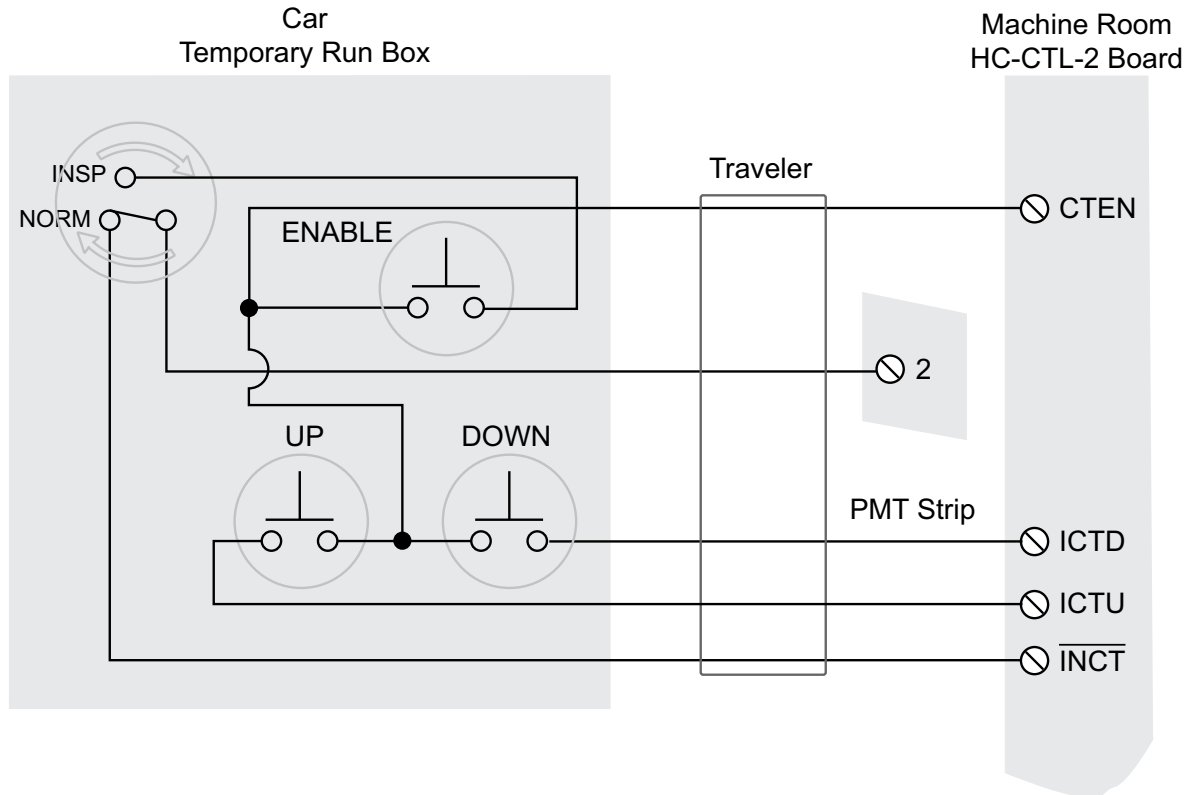 Car
Temporary Run Box
Machine Room
HC-CTL-2 Board
Traveler
INSP
NORM
ENABLE
CTEN
2
UP
DOWN
PMT Strip
ICTD
ICTU
INCT